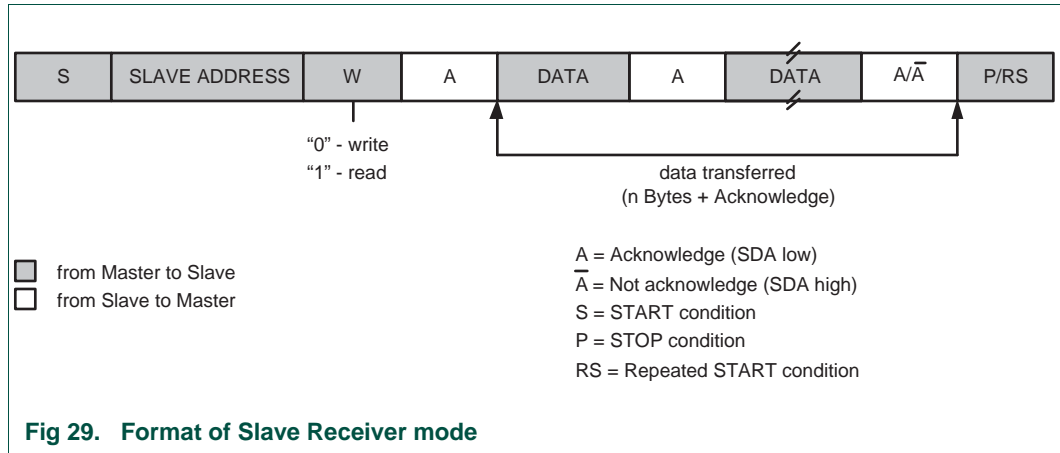 S SLAVE ADDRESS W A DATA A DATA A/A̅ P/RS
“0” - write
“1” - read
data transferred
(n Bytes + Acknowledge)
from Master to Slave
from Slave to Master
A = Acknowledge (SDA low)
A̅ = Not acknowledge (SDA high)
S = START condition
P = STOP condition
RS = Repeated START condition
Fig 29. Format of Slave Receiver mode